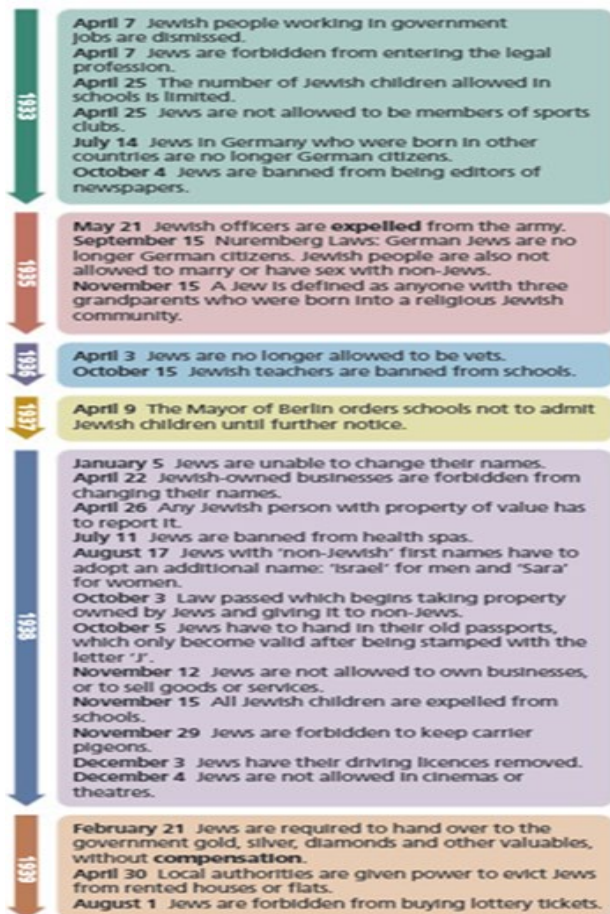 1933
April 7 Jewish people working in government
jobs are dismissed.
April 7 Jews are forbidden from entering the legal
profession.
April 25 The number of Jewish children allowed in
schools is limited.
April 25 Jews are not allowed to be members of sports
clubs.
July 14 Jews in Germany who were born in other
countries are no longer German citizens.
October 4 Jews are banned from being editors of
newspapers.
1935
May 21 Jewish officers are expelled from the army.
September 15 Nuremberg Laws: German Jews are no
longer German citizens. Jewish people are also not
allowed to marry or have sex with non-Jews.
November 15 A Jew is defined as anyone with three
grandparents who were born into a religious Jewish
community.
1936
April 3 Jews are no longer allowed to be vets.
October 15 Jewish teachers are banned from schools.
1937
April 9 The Mayor of Berlin orders schools not to admit
Jewish children until further notice.
1938
January 5 Jews are unable to change their names.
April 22 Jewish-owned businesses are forbidden from
changing their names.
April 26 Any Jewish person with property of value has
to report it.
July 11 Jews are banned from health spas.
August 17 Jews with ‘non-Jewish’ first names have to
adopt an additional name: ‘Israel’ for men and ‘Sara’
for women.
October 3 Law passed which begins taking property
owned by Jews and giving it to non-Jews.
October 5 Jews have to hand in their old passports,
which only become valid after being stamped with the
letter ‘J’.
November 12 Jews are not allowed to own businesses,
or to sell goods or services.
November 15 All Jewish children are expelled from
schools.
November 29 Jews are forbidden to keep carrier
pigeons.
December 3 Jews have their driving licences removed.
December 4 Jews are not allowed in cinemas or
theatres.
1939
February 21 Jews are required to hand over to the
government gold, silver, diamonds and other valuables,
without compensation.
April 30 Local authorities are given power to evict Jews
from rented houses or flats.
August 1 Jews are forbidden from buying lottery tickets.